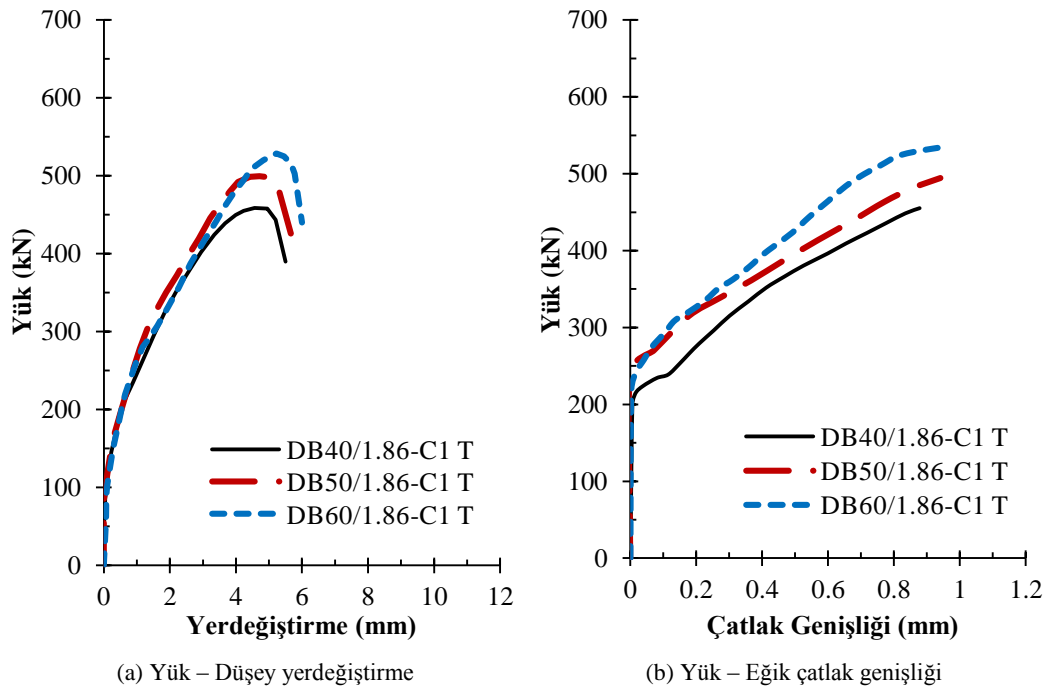 700
600
500
400
300
200
100
0
Yük (kN)
0 2 4 6 8 10 12
Yerdeğiştirme (mm)
DB40/1.86-C1 T
DB50/1.86-C1 T
DB60/1.86-C1 T
(a) Yük – Düşey yerdeğiştirme
700
600
500
400
300
200
100
0
Yük (kN)
0 0.2 0.4 0.6 0.8 1 1.2
Çatlak Genişliği (mm)
DB40/1.86-C1 T
DB50/1.86-C1 T
DB60/1.86-C1 T
(b) Yük – Eğik çatlak genişliği